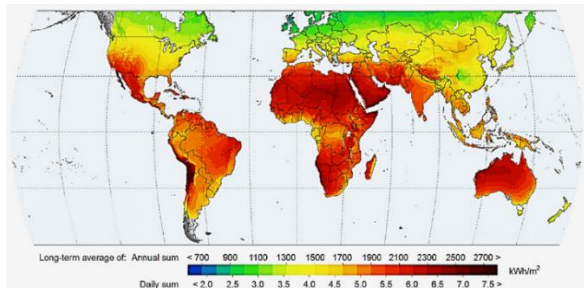 Long-term average of: Annual sum < 700 900 1100 1300 1500 1700 1900 2100 2300 2500 2700 > kWh/m²
Daily sum < 2.0 2.5 3.0 3.5 4.0 4.5 5.0 5.5 6.0 6.5 7.0 7.5 >